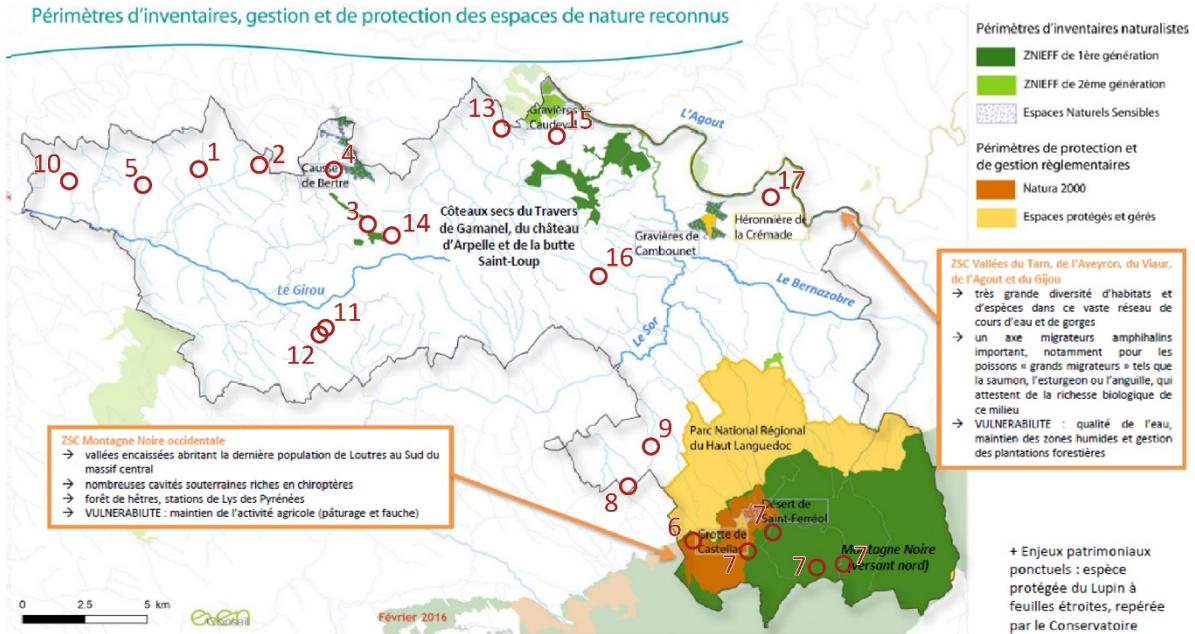 Périmètres d'inventaires, gestion et de protection des espaces de nature reconnus
Périmètres d'inventaires naturalistes
ZNIEFF de 1ère génération
ZNIEFF de 2ème génération
Espaces Naturels Sensibles
Périmètres de protection et
de gestion règlementaires
Natura 2000
Espaces protégés et gérés
13
Gravières de
Caudeval
15
L'Agout
10
5
1
2
4
Causse
de Bertre
17
3
14
Côteaux secs du Travers
de Gamanel, du château
d'Arpelle et de la butte
Saint-Loup
Héronnière de
la Crémade
Gravières de
Cambounet
16
Le Girou
Le Bernazobre
11
12
Le Sor
ZSC Vallées du Tarn, de l'Aveyron, du Viaur,
de l'Agout et du Gijou
→ très grande diversité d'habitats et
d'espèces dans ce vaste réseau de
cours d'eau et de gorges
→ un axe migrateurs amphihalins
important, notamment pour les
poissons « grands migrateurs » tels que
la saumon, l'esturgeon ou l'anguille, qui
attestent de la richesse biologique de
ce milieu
→ VULNERABILITE : qualité de l'eau,
maintien des zones humides et gestion
des plantations forestières
ZSC Montagne Noire occidentale
→ vallées encaissées abritant la dernière population de Loutres au Sud du
massif central
→ nombreuses cavités souterraines riches en chiroptères
→ forêt de hêtres, stations de Lys des Pyrénées
→ VULNERABILITE : maintien de l'activité agricole (pâturage et fauche)
9
8
Parc National Régional
du Haut Languedoc
Désert de
Saint-Ferréol
6
7
Grotte de
Castellas
7
7
7
Montagne Noire
(versant nord)
+ Enjeux patrimoniaux
ponctuels : espèce
protégée du Lupin à
feuilles étroites, repérée
par le Conservatoire
0 2.5 5 km
even
Conseil
Février 2016